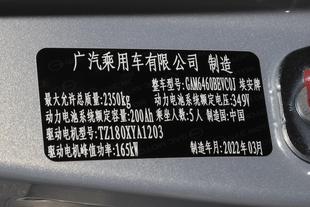 广汽乘用车有限公司 制造
整车型号:GAM6460BEVC0J 埃安牌
最大允许总质量:2350kg
动力电池系统额定电压:349V
动力电池系统额定容量:200Ah 乘坐人数:5人 制造国:中国
驱动电机型号:TZ180XYA1203
驱动电机峰值功率:165kW 制造年月:2022年03月